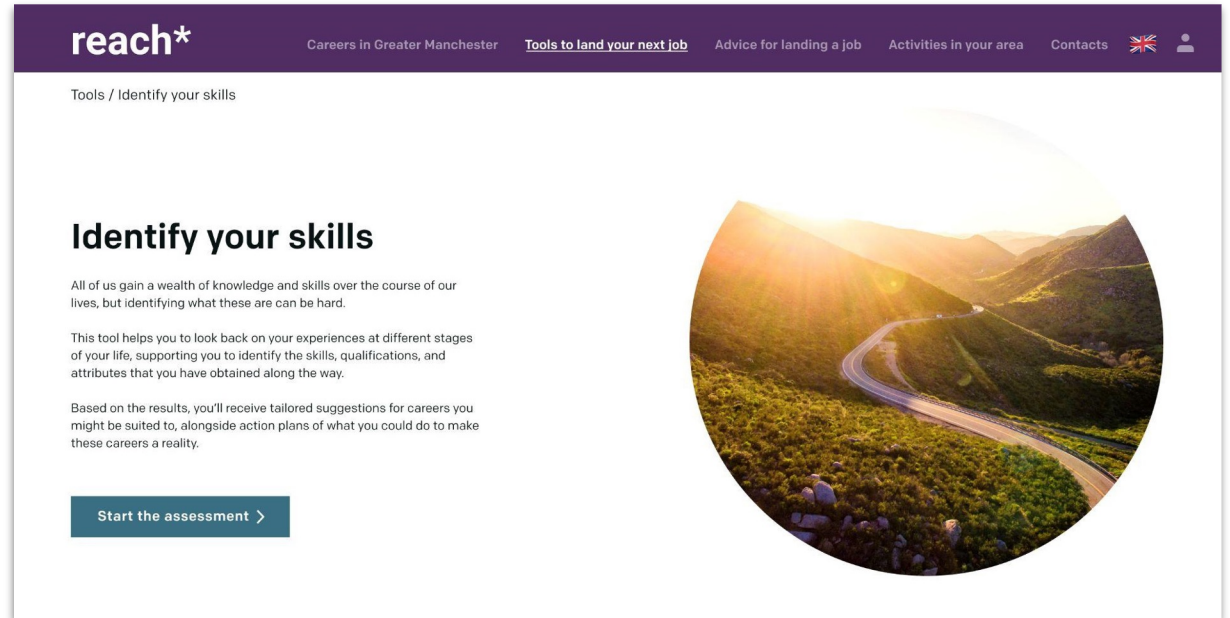 reach*
Careers in Greater Manchester
Tools to land your next job
Advice for landing a job
Activities in your area
Contacts
Tools / Identify your skills
Identify your skills
All of us gain a wealth of knowledge and skills over the course of our
lives, but identifying what these are can be hard.
This tool helps you to look back on your experiences at different stages
of your life, supporting you to identify the skills, qualifications, and
attributes that you have obtained along the way.
Based on the results, you'll receive tailored suggestions for careers you
might be suited to, alongside action plans of what you could do to make
these careers a reality.
Start the assessment